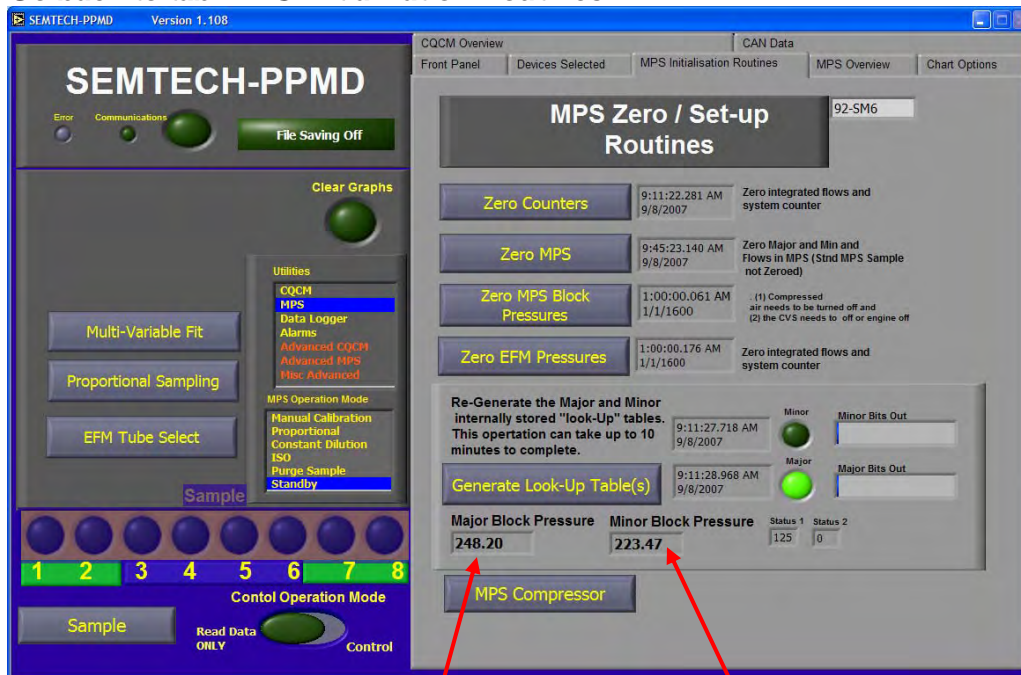 SEMTECH-PPMD Version 1.108
SEMTECH-PPMD
Error
Communications
File Saving Off
Clear Graphs
Utilities
CQCM
MPS
Data Logger
Alarms
Advanced CQCM
Advanced MPS
Misc Advanced
Multi-Variable Fit
Proportional Sampling
EFM Tube Select
MPS Operation Mode
Manual Calibration
Proportional
Constant Dilution
ISO
Purge Sample
Standby
Sample
1 2 3 4 5 6 7 8
Contol Operation Mode
Sample
Read Data
ONLY
Control
CQCM Overview
CAN Data
Front Panel
Devices Selected
MPS Initialisation Routines
MPS Overview
Chart Options
MPS Zero / Set-up
Routines
92-SM6
Zero Counters
9:11:22.281 AM
9/8/2007
Zero integrated flows and
system counter
Zero MPS
9:45:23.140 AM
9/8/2007
Zero Major and Min and
Flows in MPS (Stnd MPS Sample
not Zeroed)
Zero MPS Block
Pressures
1:00:00.061 AM
1/1/1600
. (1) Compressed
air needs to be turned off and
(2) the CVS needs to off or engine off
Zero EFM Pressures
1:00:00.176 AM
1/1/1600
Zero integrated flows and
system counter
Re-Generate the Major and Minor
internally stored "look-Up" tables.
This opertation can take up to 10
minutes to complete.
9:11:27.718 AM
9/8/2007
Minor
Minor Bits Out
Generate Look-Up Table(s)
9:11:28.968 AM
9/8/2007
Major
Major Bits Out
Major Block Pressure
248.20
Minor Block Pressure
223.47
Status 1
125
Status 2
0
MPS Compressor